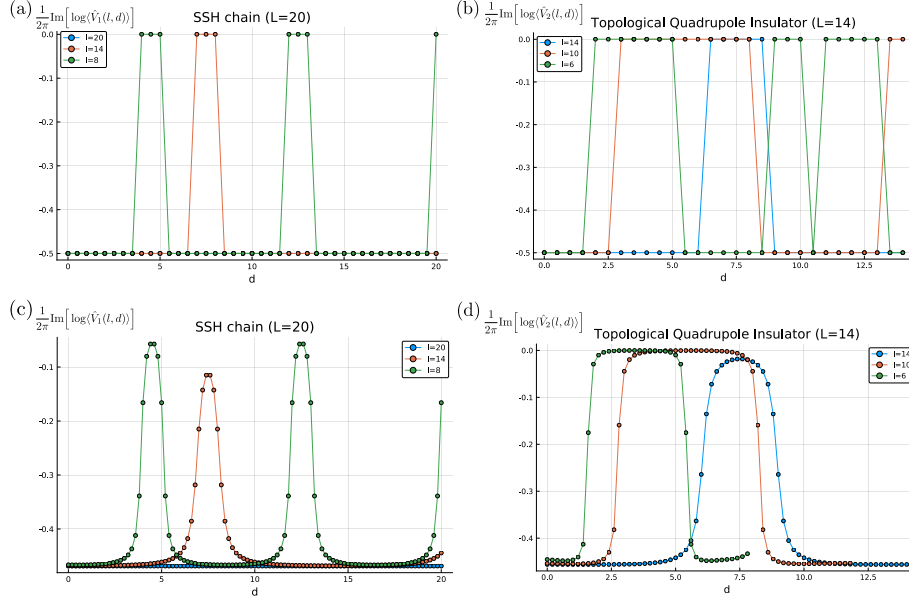 (a) 1/2π Im[log⟨V̂₁(l, d)⟩]
SSH chain (L=20)
0.0
-0.1
-0.2
-0.3
-0.4
-0.5
l=20
l=14
l=8
0 5 10 15 20
d
(b) 1/2π Im[log⟨V̂₂(l, d)⟩]
Topological Quadrupole Insulator (L=14)
0.0
-0.1
-0.2
-0.3
-0.4
-0.5
l=14
l=10
l=6
0.0 2.5 5.0 7.5 10.0 12.5
d
(c) 1/2π Im[log⟨V̂₁(l, d)⟩]
SSH chain (L=20)
-0.1
-0.2
-0.3
-0.4
l=20
l=14
l=8
0 5 10 15 20
d
(d) 1/2π Im[log⟨V̂₂(l, d)⟩]
Topological Quadrupole Insulator (L=14)
0.0
-0.1
-0.2
-0.3
-0.4
l=14
l=10
l=6
0.0 2.5 5.0 7.5 10.0 12.5
d